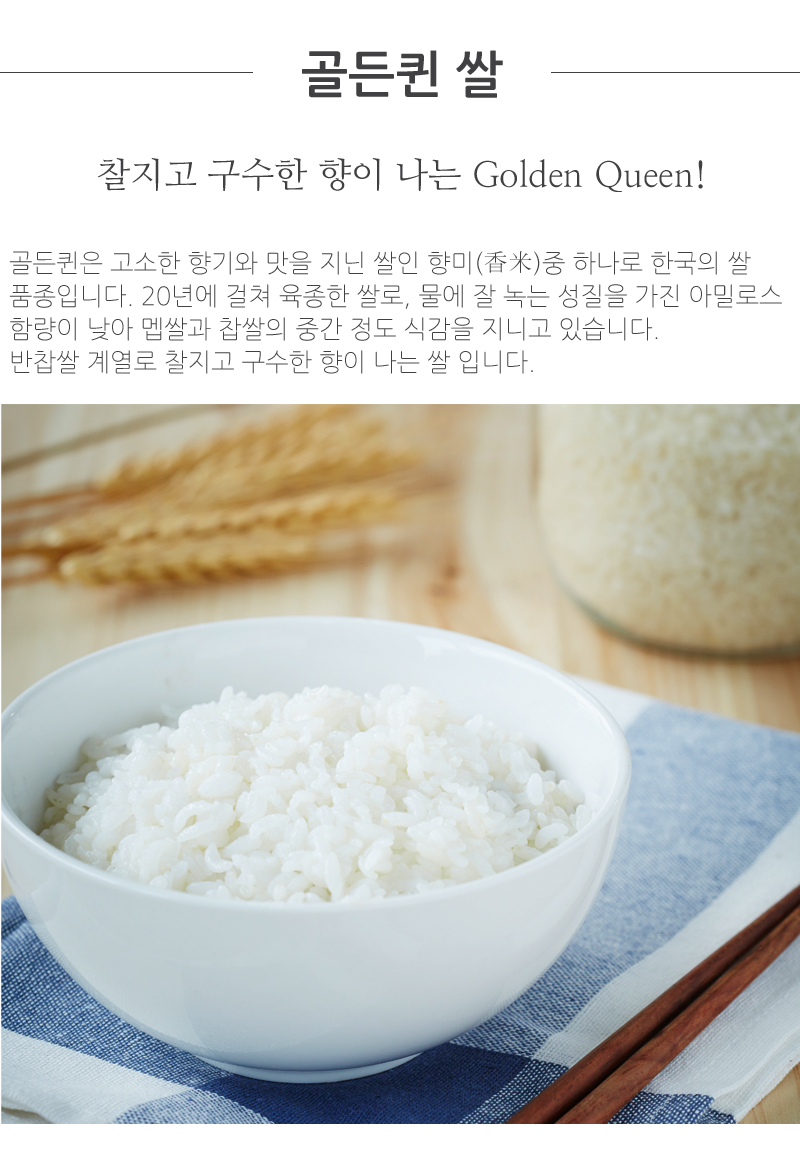 골든퀸 쌀
찰지고 구수한 향이 나는 Golden Queen!
골든퀸은 고소한 향기와 맛을 지닌 쌀인 향미(香米)중 하나로 한국의 쌀
품종입니다. 20년에 걸쳐 육종한 쌀로, 물에 잘 녹는 성질을 가진 아밀로스
함량이 낮아 멥쌀과 찹쌀의 중간 정도 식감을 지니고 있습니다.
반찹쌀 계열로 찰지고 구수한 향이 나는 쌀 입니다.